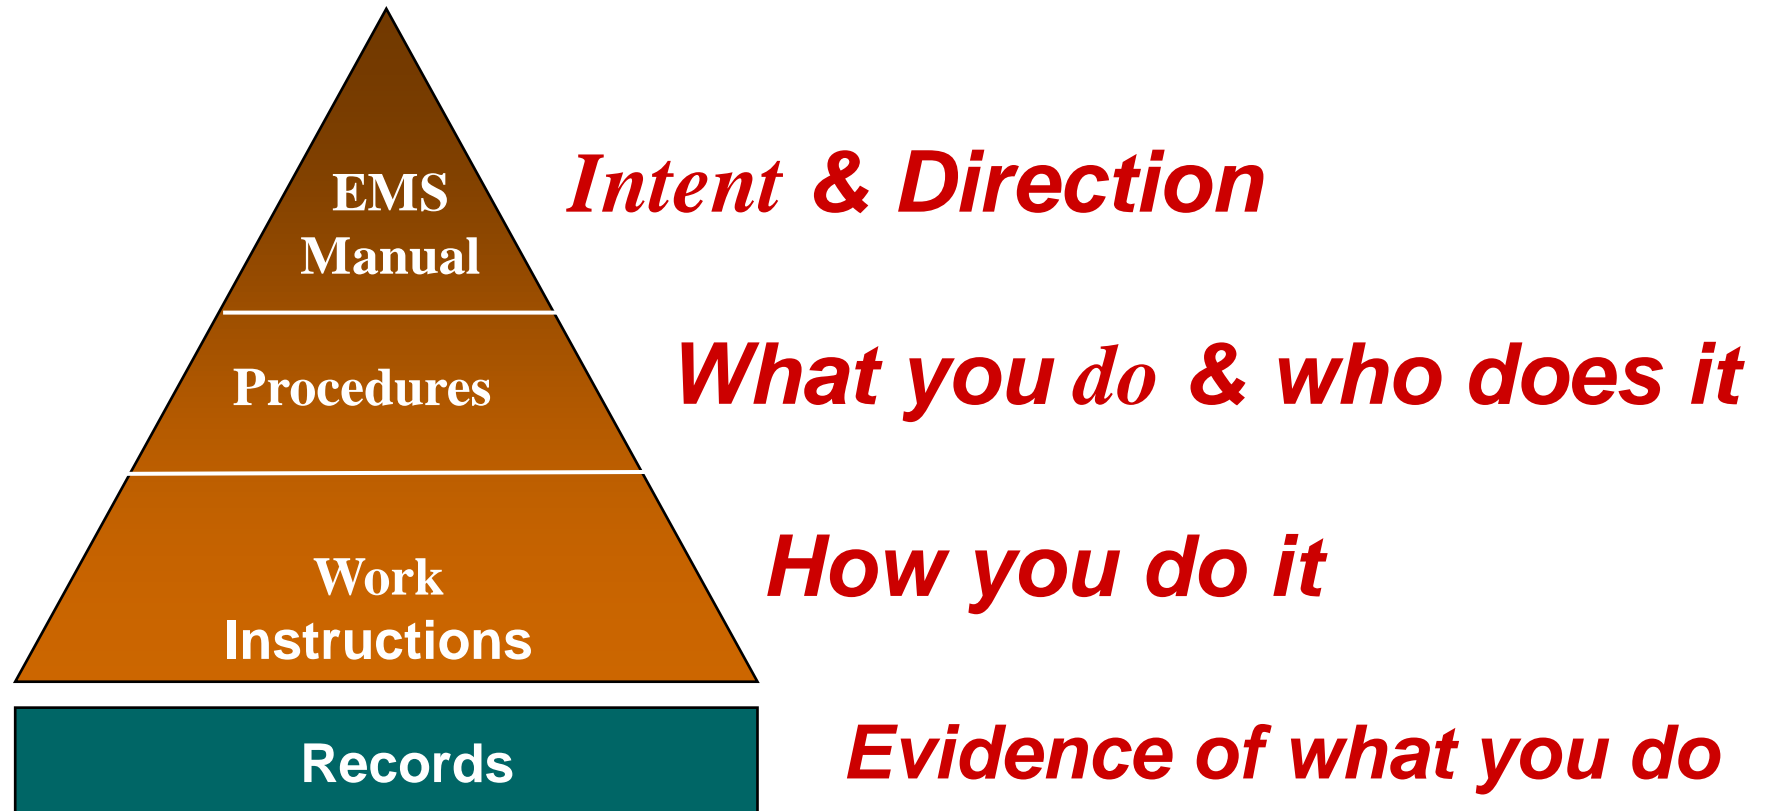 EMS
Manual
Intent & Direction
Procedures
What you do & who does it
Work
Instructions
How you do it
Records
Evidence of what you do